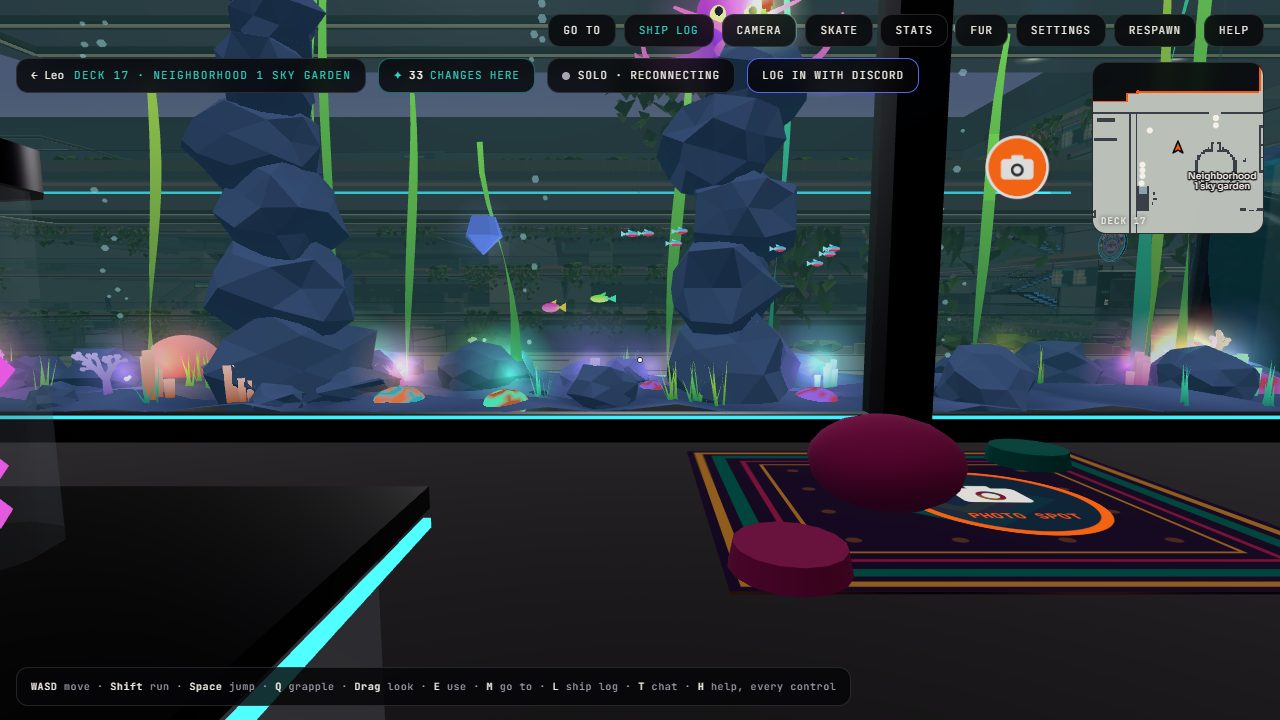 GO TO
SHIP LOG
CAMERA
SKATE
STATS
FUR
SETTINGS
RESPAWN
HELP
← Leo DECK 17 · NEIGHBORHOOD 1 SKY GARDEN
✦ 33 CHANGES HERE
● SOLO · RECONNECTING
LOG IN WITH DISCORD
Neighborhood
1 sky garden
DECK 17
PHOTO SPOT
WASD move · Shift run · Space jump · Q grapple · Drag look · E use · M go to · L ship log · T chat · H help, every control